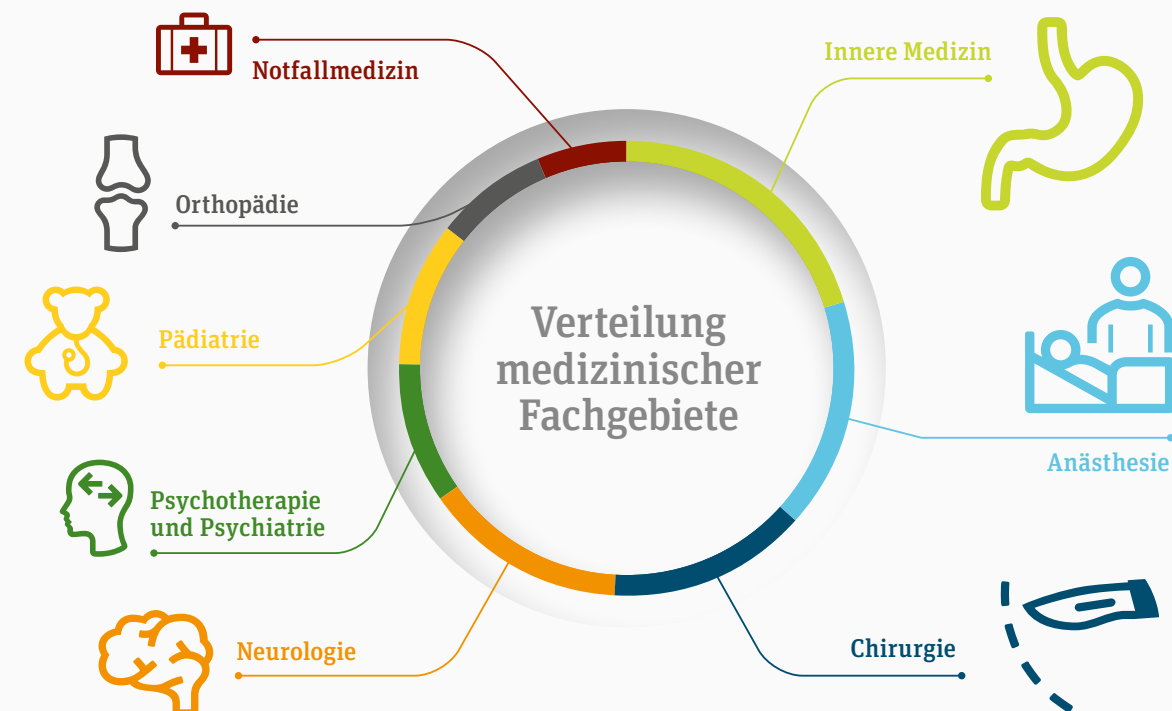 Notfallmedizin
Innere Medizin
Orthopädie
Pädiatrie
Verteilung
medizinischer
Fachgebiete
Anästhesie
Psychotherapie
und Psychiatrie
Neurologie
Chirurgie